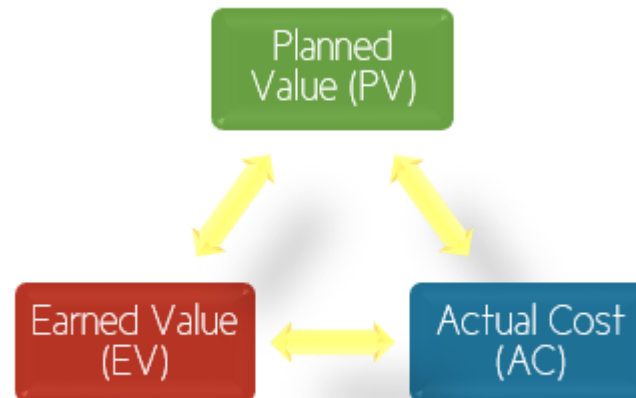 Planned
Value (PV)
Earned Value
(EV)
Actual Cost
(AC)